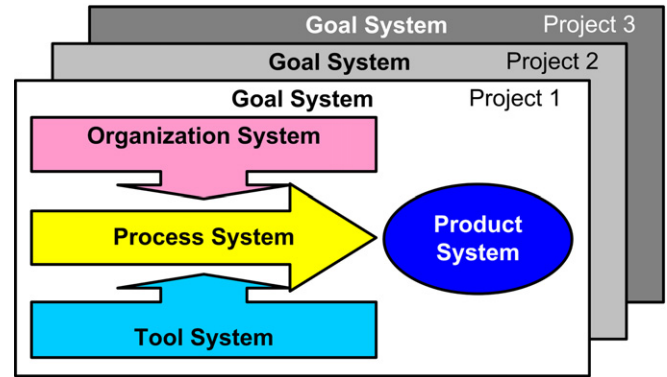 Goal System Project 3
Goal System Project 2
Goal System Project 1
Organization System
Process System
Product
System
Tool System